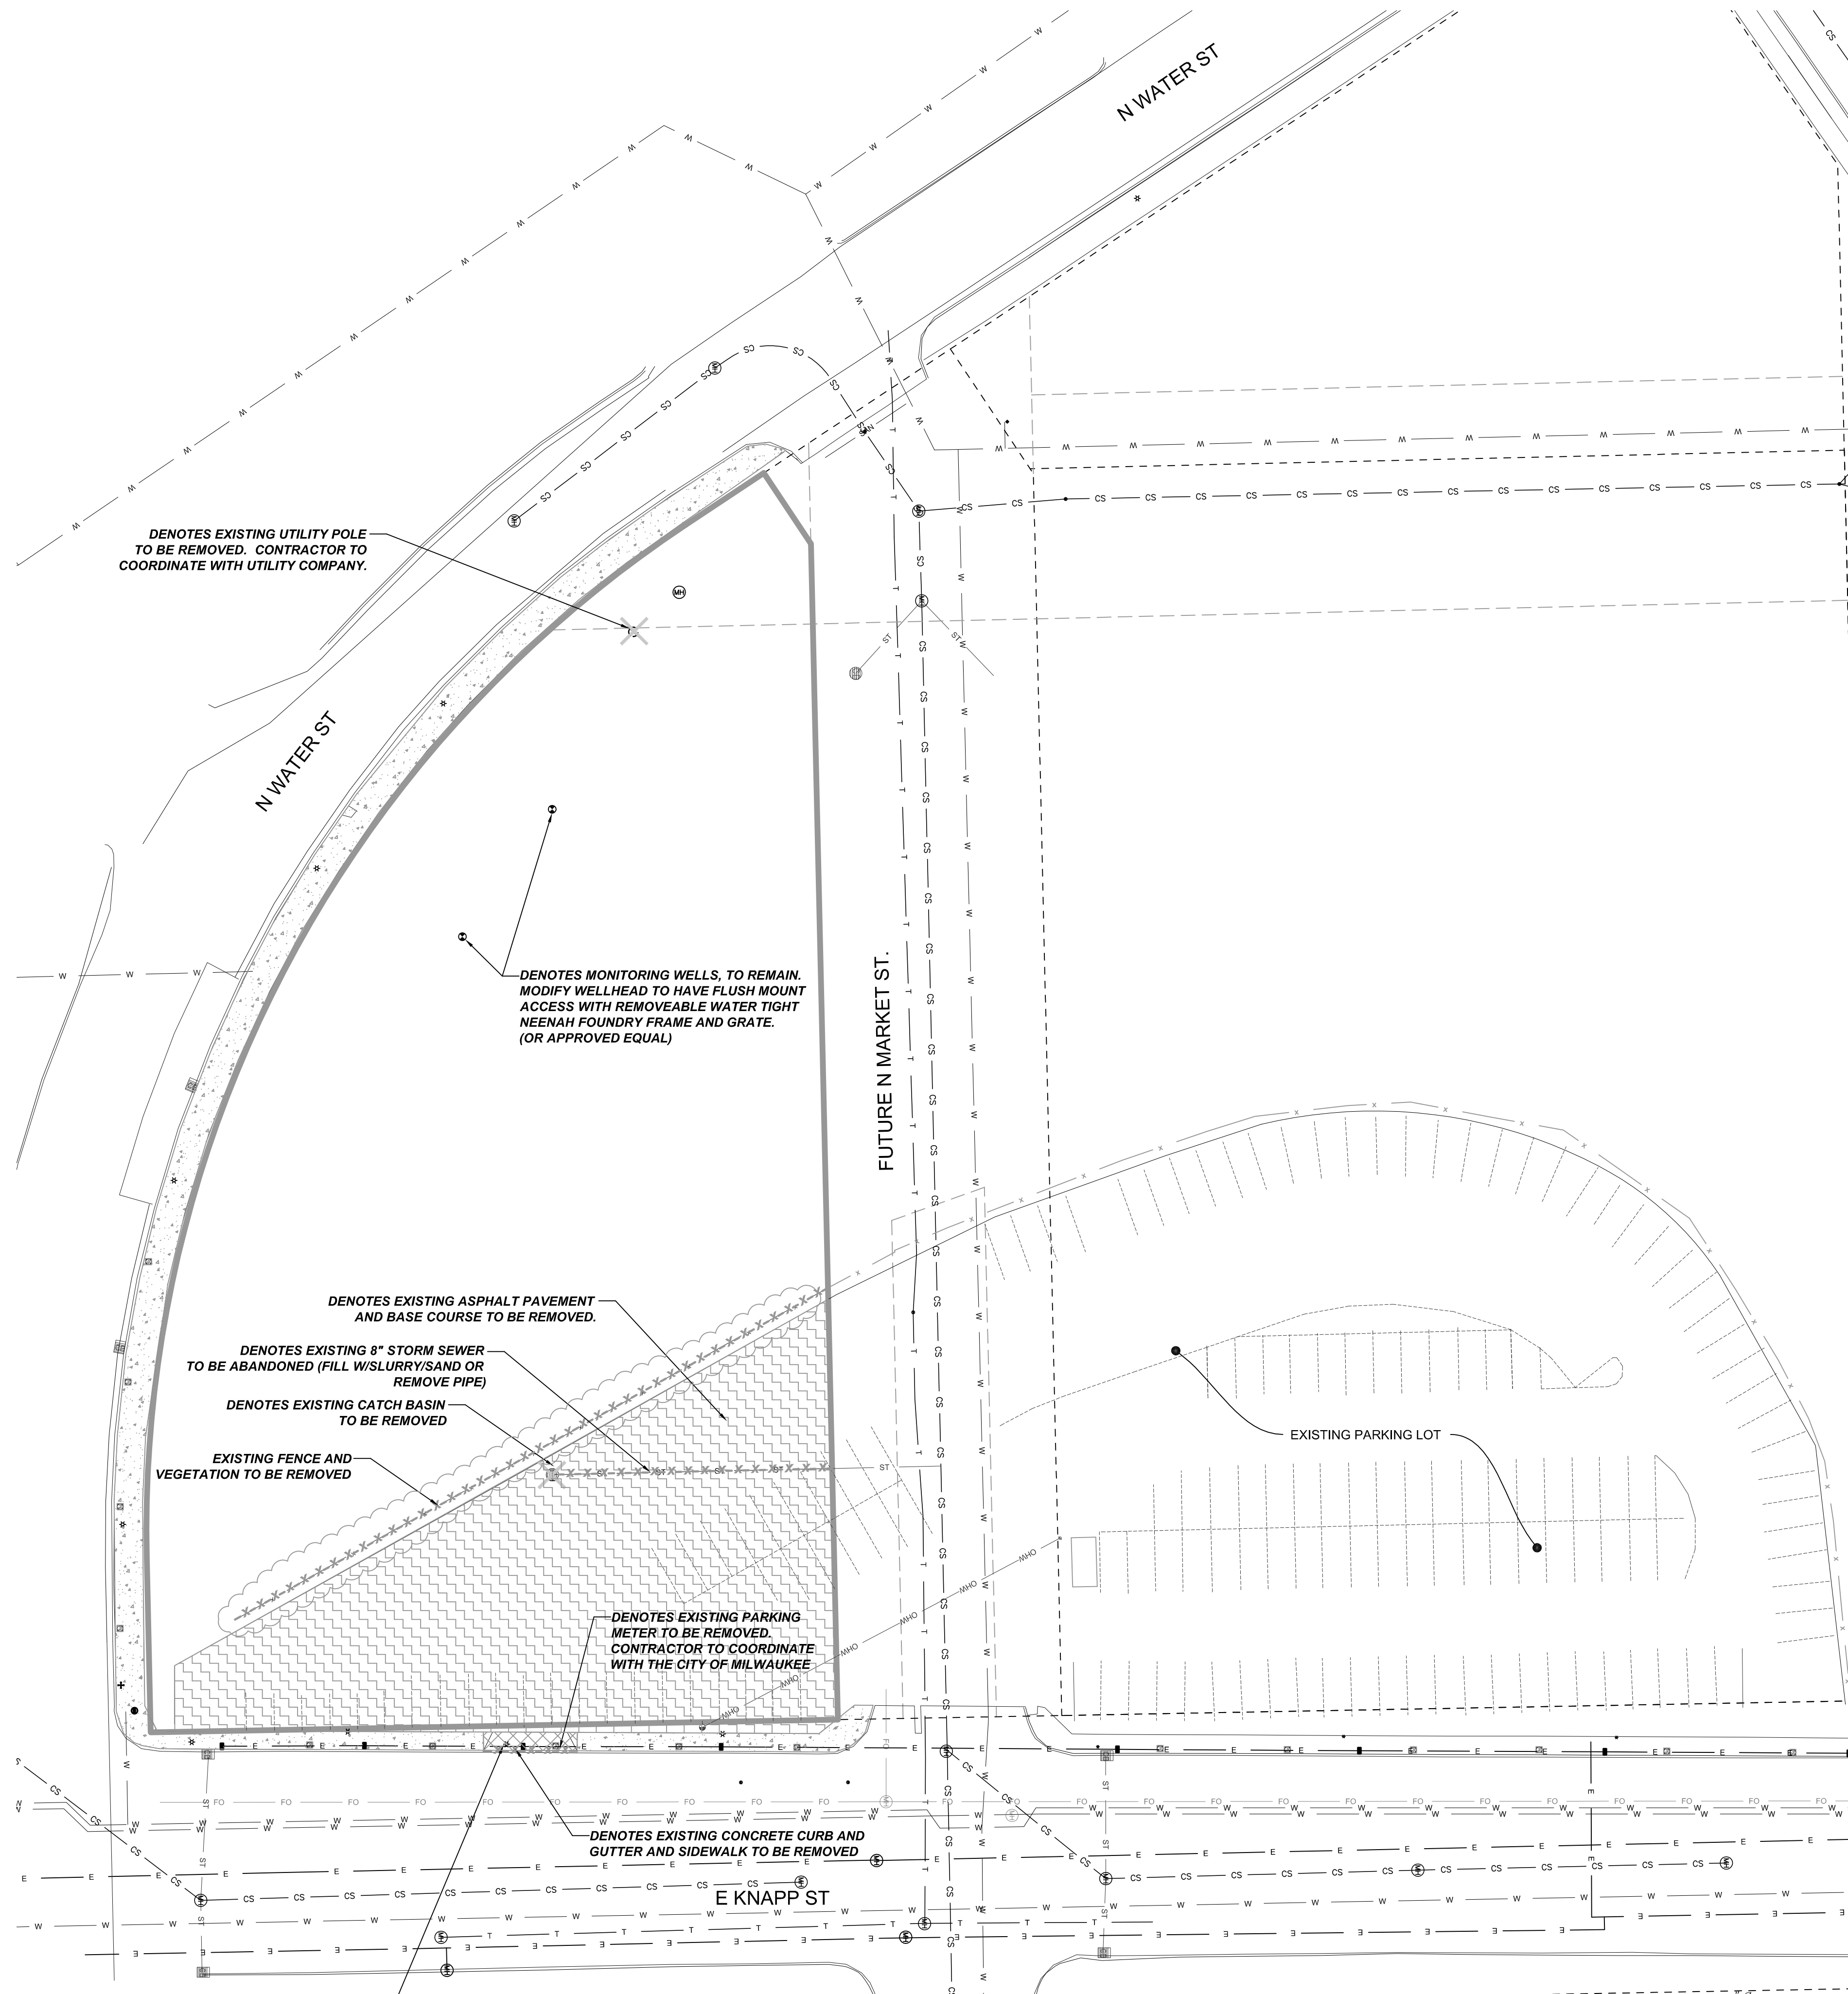 N WATER ST
DENOTES EXISTING UTILITY POLE
TO BE REMOVED.  CONTRACTOR TO
COORDINATE WITH UTILITY COMPANY.
MH
N WATER ST
FUTURE N MARKET ST.
DENOTES MONITORING WELLS, TO REMAIN.
MODIFY WELLHEAD TO HAVE FLUSH MOUNT
ACCESS WITH REMOVEABLE WATER TIGHT
NEENAH FOUNDRY FRAME AND GRATE.
(OR APPROVED EQUAL)
DENOTES EXISTING ASPHALT PAVEMENT
AND BASE COURSE TO BE REMOVED.
DENOTES EXISTING 8" STORM SEWER
TO BE ABANDONED (FILL W/SLURRY/SAND OR
REMOVE PIPE)
DENOTES EXISTING CATCH BASIN
TO BE REMOVED
EXISTING FENCE AND
VEGETATION TO BE REMOVED
EXISTING PARKING LOT
DENOTES EXISTING PARKING
METER TO BE REMOVED.
CONTRACTOR TO COORDINATE
WITH THE CITY OF MILWAUKEE
DENOTES EXISTING CONCRETE CURB AND
GUTTER AND SIDEWALK TO BE REMOVED
E KNAPP ST